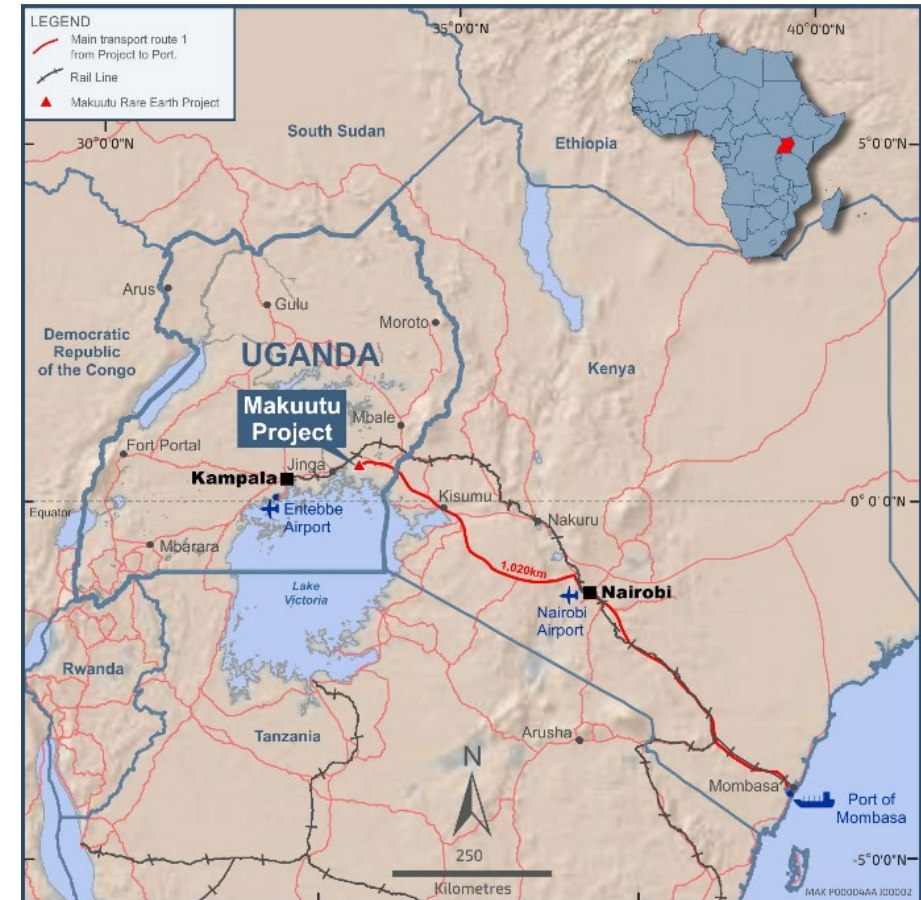 LEGEND
Main transport route 1
from Project to Port.
Rail Line
Makuutu Rare Earth Project
35°0'0"N
40°0'0"N
30°0'0"N
5°0'0"N
South Sudan
Ethiopia
Arus
Gulu
Moroto
Democratic
Republic
of the Congo
UGANDA
Kenya
Makuutu
Project
Mbale
Fort Portal
Jinga
Kampala
Kisumu
Equator
0°0'0"N
Entebbe
Airport
Nakuru
Mbarara
1,020km
Lake
Victoria
Nairobi
Nairobi
Airport
Rwanda
Tanzania
Arusha
N
Mombasa
Port of
Mombasa
250
Kilometres
-5°0'0"N
MAK P00004AA J00002